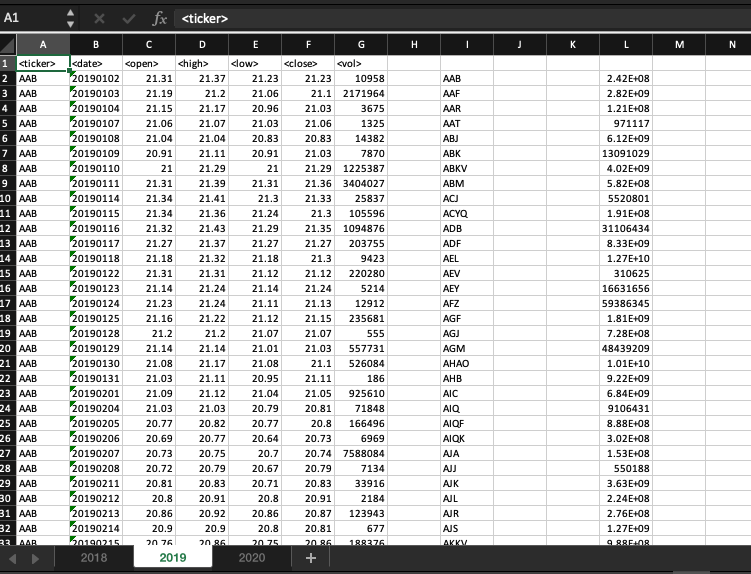 A1 fx <ticker>
A B C D E F G H I J K L M N
1 <ticker> <date> <open> <high> <low> <close> <vol>
2 AAB 20190102 21.31 21.37 21.23 21.23 10958 AAB 2.42E+08
3 AAB 20190103 21.19 21.2 21.06 21.1 2171964 AAF 2.82E+09
4 AAB 20190104 21.15 21.17 20.96 21.03 3675 AAR 1.21E+08
5 AAB 20190107 21.06 21.07 21.03 21.06 1325 AAT 971117
6 AAB 20190108 21.04 21.04 20.83 20.83 14382 ABJ 6.12E+09
7 AAB 20190109 20.91 21.11 20.91 21.03 7870 ABK 13091029
8 AAB 20190110 21 21.29 21 21.29 1225387 ABKV 4.02E+09
9 AAB 20190111 21.31 21.39 21.31 21.36 3404027 ABM 5.82E+08
10 AAB 20190114 21.34 21.41 21.3 21.33 25837 ACJ 5520801
11 AAB 20190115 21.34 21.36 21.24 21.3 105596 ACYQ 1.91E+08
12 AAB 20190116 21.32 21.43 21.29 21.35 1094876 ADB 31106434
13 AAB 20190117 21.27 21.37 21.27 21.27 203755 ADF 8.33E+09
14 AAB 20190118 21.18 21.32 21.18 21.3 9423 AEL 1.27E+10
15 AAB 20190122 21.31 21.31 21.12 21.12 220280 AEV 310625
16 AAB 20190123 21.14 21.24 21.14 21.24 5214 AEY 16631656
17 AAB 20190124 21.23 21.24 21.11 21.13 12912 AFZ 59386345
18 AAB 20190125 21.16 21.22 21.12 21.15 235681 AGF 1.81E+09
19 AAB 20190128 21.2 21.2 21.07 21.07 555 AGJ 7.28E+08
20 AAB 20190129 21.14 21.14 21.01 21.03 557731 AGM 48439209
21 AAB 20190130 21.08 21.17 21.08 21.1 526084 AHAO 1.01E+10
22 AAB 20190131 21.03 21.11 20.95 21.11 186 AHB 9.22E+09
23 AAB 20190201 21.09 21.12 21.04 21.05 925610 AIC 6.84E+09
24 AAB 20190204 21.03 21.03 20.79 20.81 71848 AIQ 9106431
25 AAB 20190205 20.77 20.82 20.77 20.8 166496 AIQF 8.88E+08
26 AAB 20190206 20.69 20.77 20.64 20.73 6969 AIQK 3.02E+08
27 AAB 20190207 20.73 20.75 20.7 20.74 7588084 AJA 1.53E+08
28 AAB 20190208 20.72 20.79 20.67 20.79 7134 AJJ 550188
29 AAB 20190211 20.81 20.83 20.71 20.83 33916 AJK 3.63E+09
30 AAB 20190212 20.8 20.91 20.8 20.91 2184 AJL 2.24E+08
31 AAB 20190213 20.86 20.92 20.86 20.87 123943 AJR 2.76E+08
32 AAB 20190214 20.9 20.9 20.8 20.81 677 AJS 1.27E+09
33 AAB 20190215 20.76 20.86 20.75 20.86 188376 AKKV 9.88E+08
2018 2019 2020 +